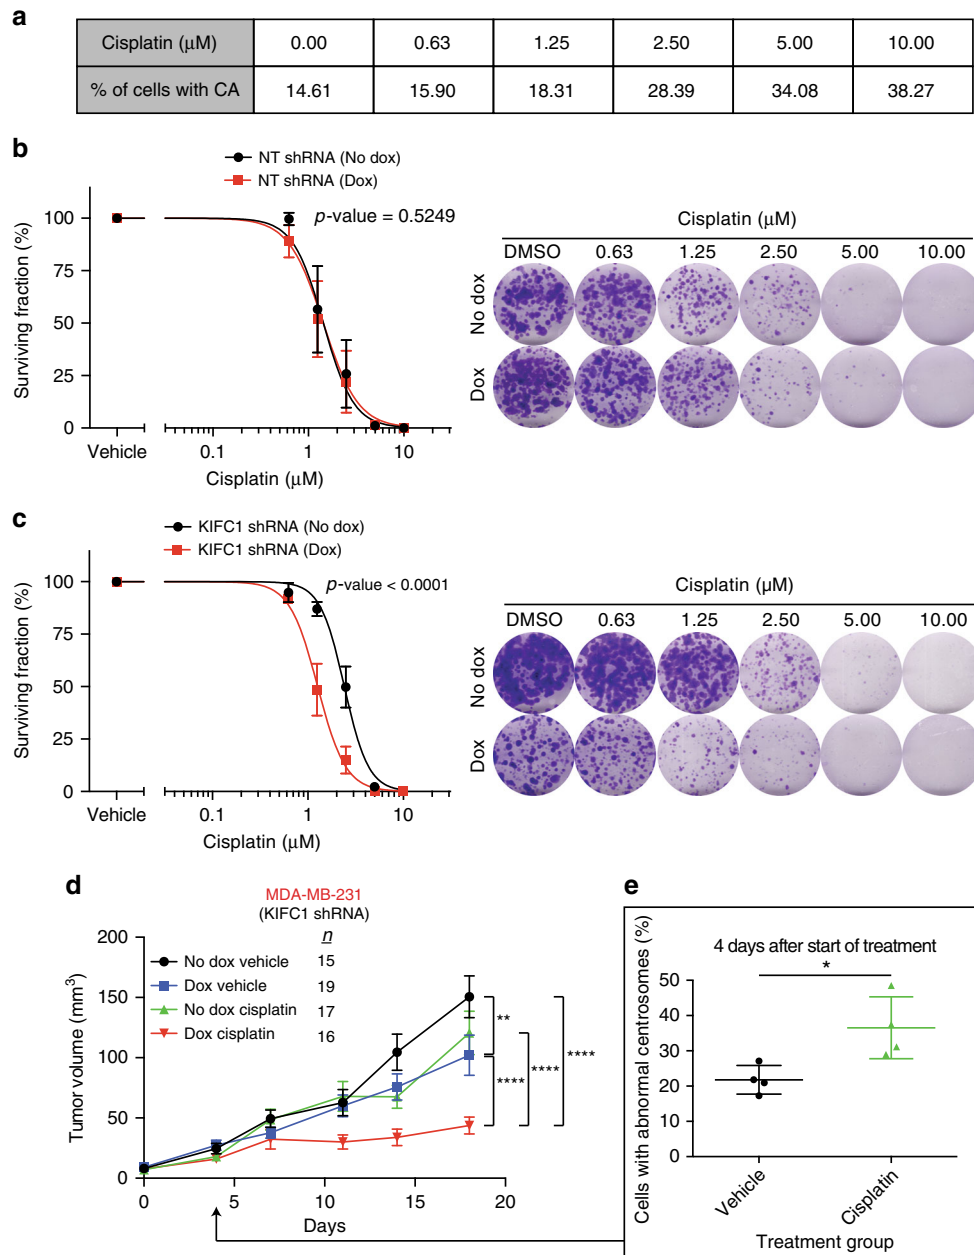 a
Cisplatin (μM) 0.00 0.63 1.25 2.50 5.00 10.00
% of cells with CA 14.61 15.90 18.31 28.39 34.08 38.27
b
NT shRNA (No dox)
NT shRNA (Dox)
p-value = 0.5249
Surviving fraction (%)
100
75
50
25
0
Vehicle 0.1 1 10
Cisplatin (μM)
Cisplatin (μM)
DMSO 0.63 1.25 2.50 5.00 10.00
No dox
Dox
c
KIFC1 shRNA (No dox)
KIFC1 shRNA (Dox)
p-value < 0.0001
Surviving fraction (%)
100
75
50
25
0
Vehicle 0.1 1 10
Cisplatin (μM)
Cisplatin (μM)
DMSO 0.63 1.25 2.50 5.00 10.00
No dox
Dox
d
MDA-MB-231
(KIFC1 shRNA)
n
No dox vehicle 15
Dox vehicle 19
No dox cisplatin 17
Dox cisplatin 16
Tumor volume (mm³)
200
150
100
50
0
0 5 10 15 20
Days
**
****
****
****
e
4 days after start of treatment
*
Cells with abnormal centrosomes (%)
50
40
30
20
10
0
Vehicle
Cisplatin
Treatment group